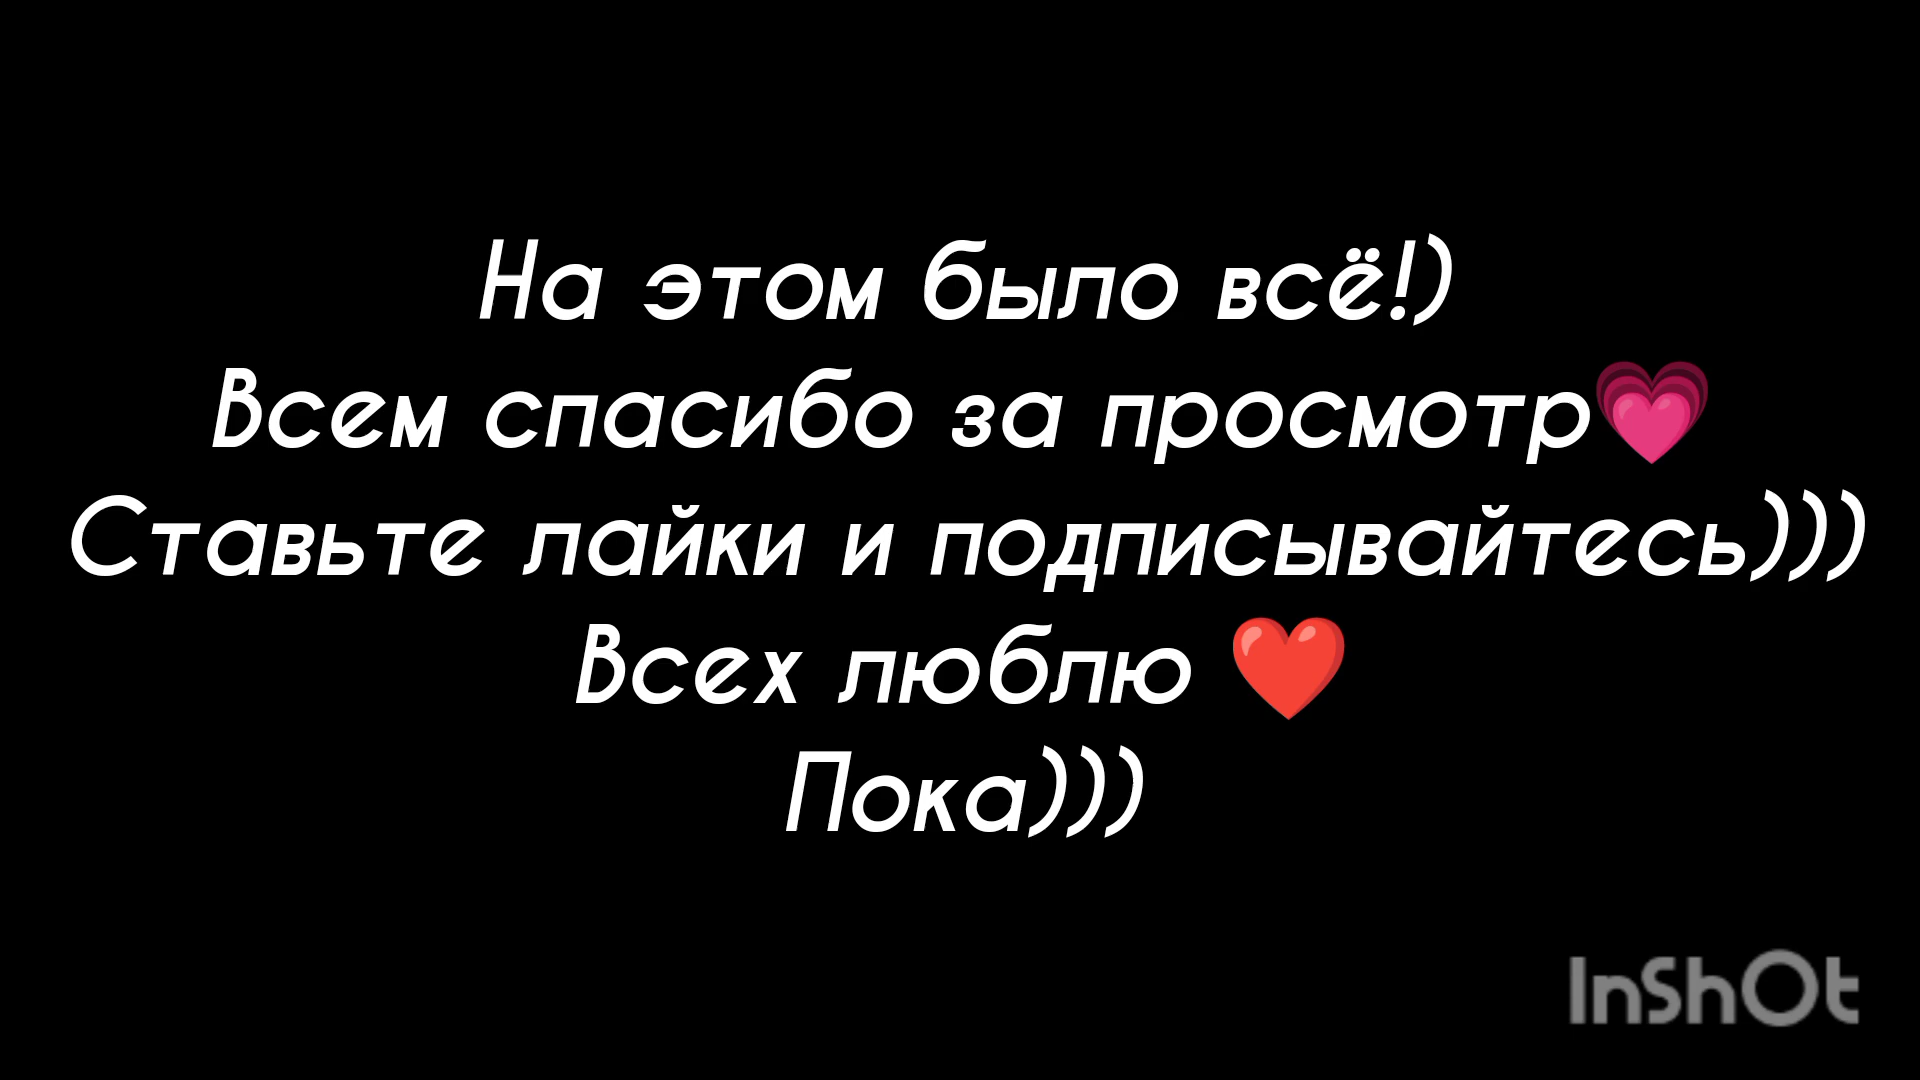 На этом было всё!)
Всем спасибо за просмотр💗
Ставьте лайки и подписывайтесь)))
Всех люблю ❤️
Пока)))
InShOt